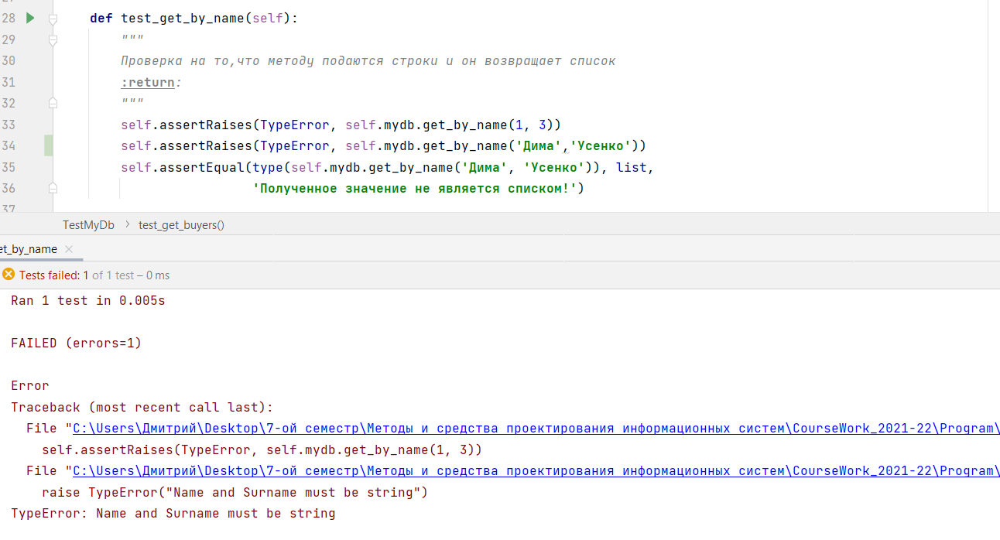 28 def test_get_by_name(self):
29 """
30 Проверка на то,что методу подаются строки и он возвращает список
31 :return:
32 """
33 self.assertRaises(TypeError, self.mydb.get_by_name(1, 3))
34 self.assertRaises(TypeError, self.mydb.get_by_name('Дима','Усенко'))
35 self.assertEqual(type(self.mydb.get_by_name('Дима', 'Усенко')), list,
36 'Полученное значение не является списком!')
37
TestMyDb > test_get_buyers()
et_by_name ×
Tests failed: 1 of 1 test – 0 ms
Ran 1 test in 0.005s
FAILED (errors=1)
Error
Traceback (most recent call last):
File "C:\Users\Дмитрий\Desktop\7-ой семестр\Методы и средства проектирования информационных систем\CourseWork_2021-22\Program\
self.assertRaises(TypeError, self.mydb.get_by_name(1, 3))
File "C:\Users\Дмитрий\Desktop\7-ой семестр\Методы и средства проектирования информационных систем\CourseWork_2021-22\Program\
raise TypeError("Name and Surname must be string")
TypeError: Name and Surname must be string